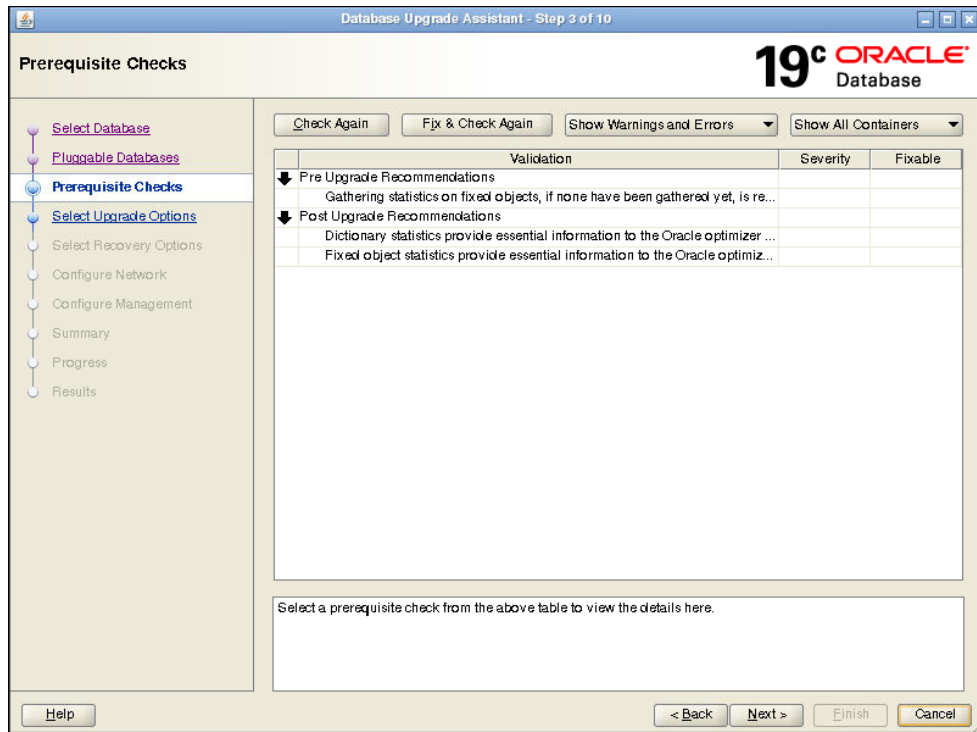 Database Upgrade Assistant - Step 3 of 10
Prerequisite Checks
19c ORACLE
Database
Select Database
Pluggable Databases
Prerequisite Checks
Select Upgrade Options
Select Recovery Options
Configure Network
Configure Management
Summary
Progress
Results
Check Again Fix & Check Again Show Warnings and Errors Show All Containers
Validation Severity Fixable
Pre Upgrade Recommendations
Gathering statistics on fixed objects, if none have been gathered yet, is re...
Post Upgrade Recommendations
Dictionary statistics provide essential information to the Oracle optimizer ...
Fixed object statistics provide essential information to the Oracle optimiz...
Select a prerequisite check from the above table to view the details here.
Help < Back Next > Finish Cancel